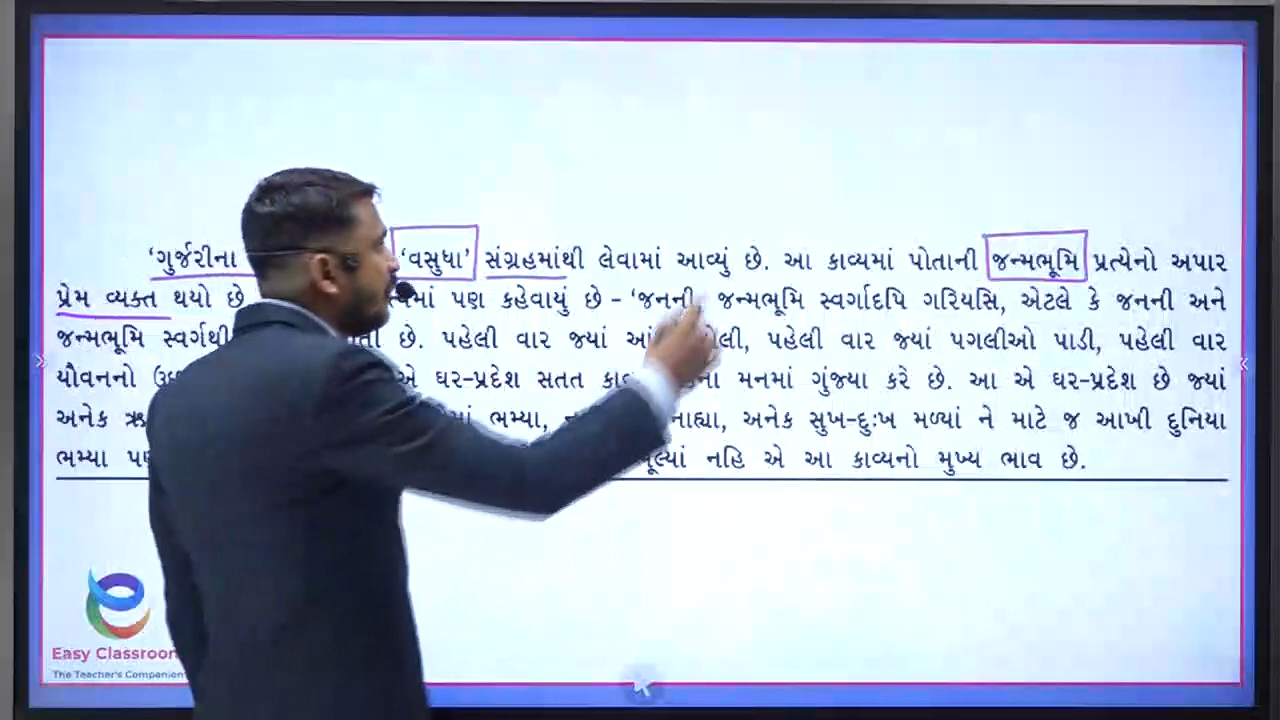 ‘ગુર્જરીના ‘વસુધા’ સંગ્રહમાંથી લેવામાં આવ્યું છે. આ કાવ્યમાં પોતાની જન્મભૂમિ પ્રત્યેનો અપાર
પ્રેમ વ્યક્ત થયો છે પણ કહેવાયું છે – ‘જનની જન્મભૂમિ સ્વર્ગાદપિ ગરિયસિ, એટલે કે જનની અને
જન્મભૂમિ સ્વર્ગથી છે. પહેલી વાર જ્યાં પહેલી વાર જ્યાં પગલીઓ પાડી, પહેલી વાર
યૌવનનો એ ઘર-પ્રદેશ સતત મનમાં ગુંજ્યા કરે છે. આ એ ઘર-પ્રદેશ છે જ્યાં
અનેક ભમ્યા, નાહ્યા, અનેક સુખ-દુઃખ મળ્યાં ને માટે જ આખી દુનિયા
ભમ્યા નહિ એ આ કાવ્યનો મુખ્ય ભાવ છે.
Easy Classroom
The Teacher's Companion